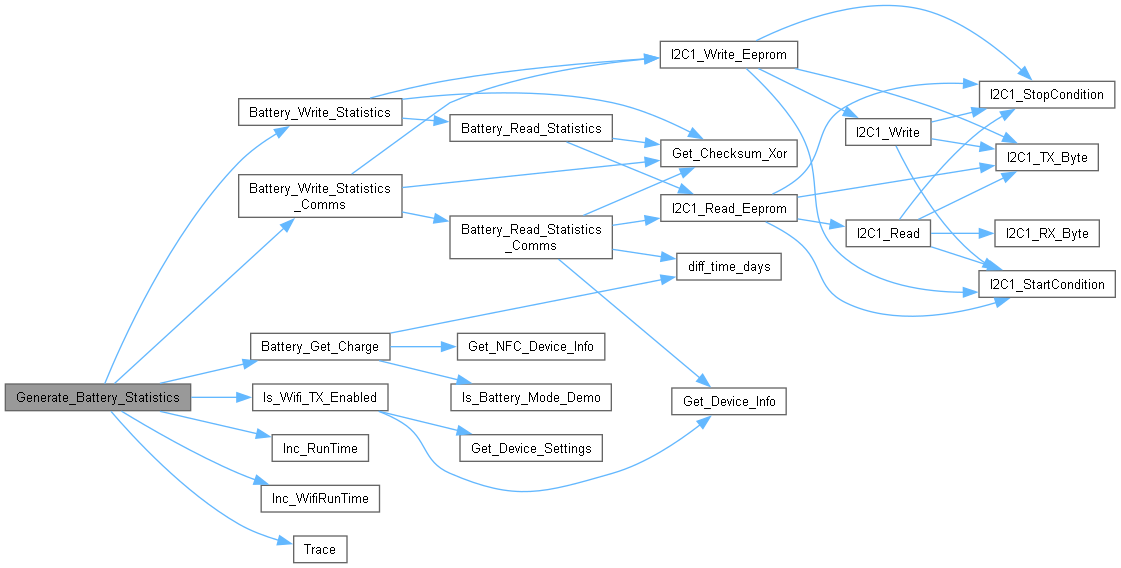 Generate_Battery_Statistics
Battery_Write_Statistics
Battery_Write_Statistics
_Comms
Battery_Get_Charge
Is_Wifi_TX_Enabled
Inc_RunTime
Inc_WifiRunTime
Trace
Battery_Read_Statistics
Battery_Read_Statistics
_Comms
Get_NFC_Device_Info
Is_Battery_Mode_Demo
Get_Device_Settings
I2C1_Write_Eeprom
Get_Checksum_Xor
I2C1_Read_Eeprom
diff_time_days
Get_Device_Info
I2C1_Write
I2C1_Read
I2C1_StopCondition
I2C1_TX_Byte
I2C1_RX_Byte
I2C1_StartCondition